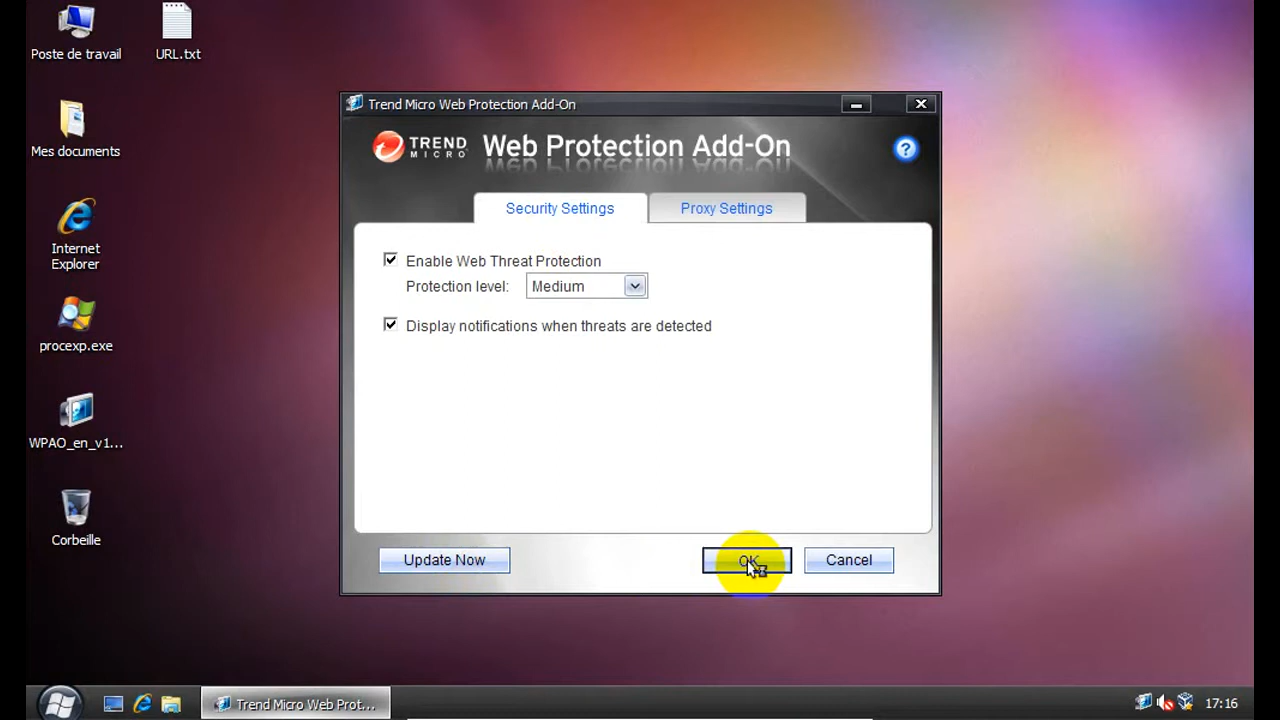 Poste de travail
URL.txt
Mes documents
Internet
Explorer
procexp.exe
WPAO_en_v1...
Corbeille
Trend Micro Web Protection Add-On
TREND
MICRO
Web Protection Add-On
?
Security Settings
Proxy Settings
Enable Web Threat Protection
Protection level:
Medium
Display notifications when threats are detected
Update Now
OK
Cancel
Trend Micro Web Prot...
17:16